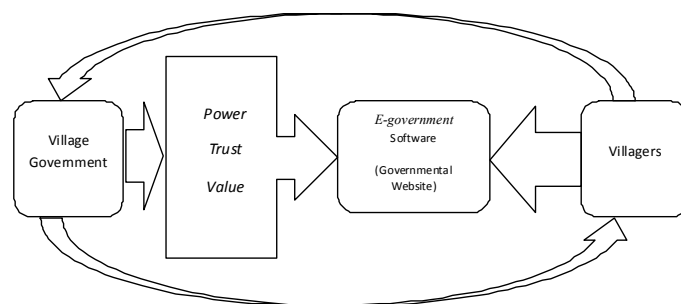 Village
Government
Power
Trust
Value
E-government
Software
(Governmental
Website)
Villagers